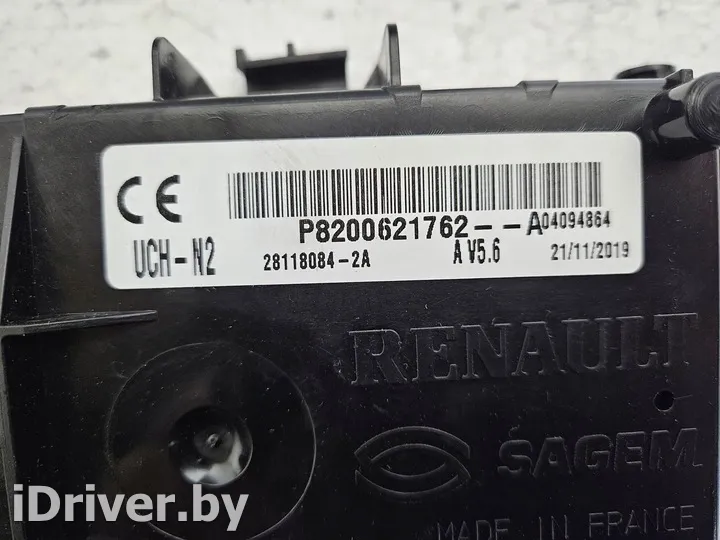 CE
P8200621762--A04094864
UCH-N2 28118084-2A A V5.6 21/11/2019
RENAULT
SAGEM
MADE IN FRANCE
iDriver.by